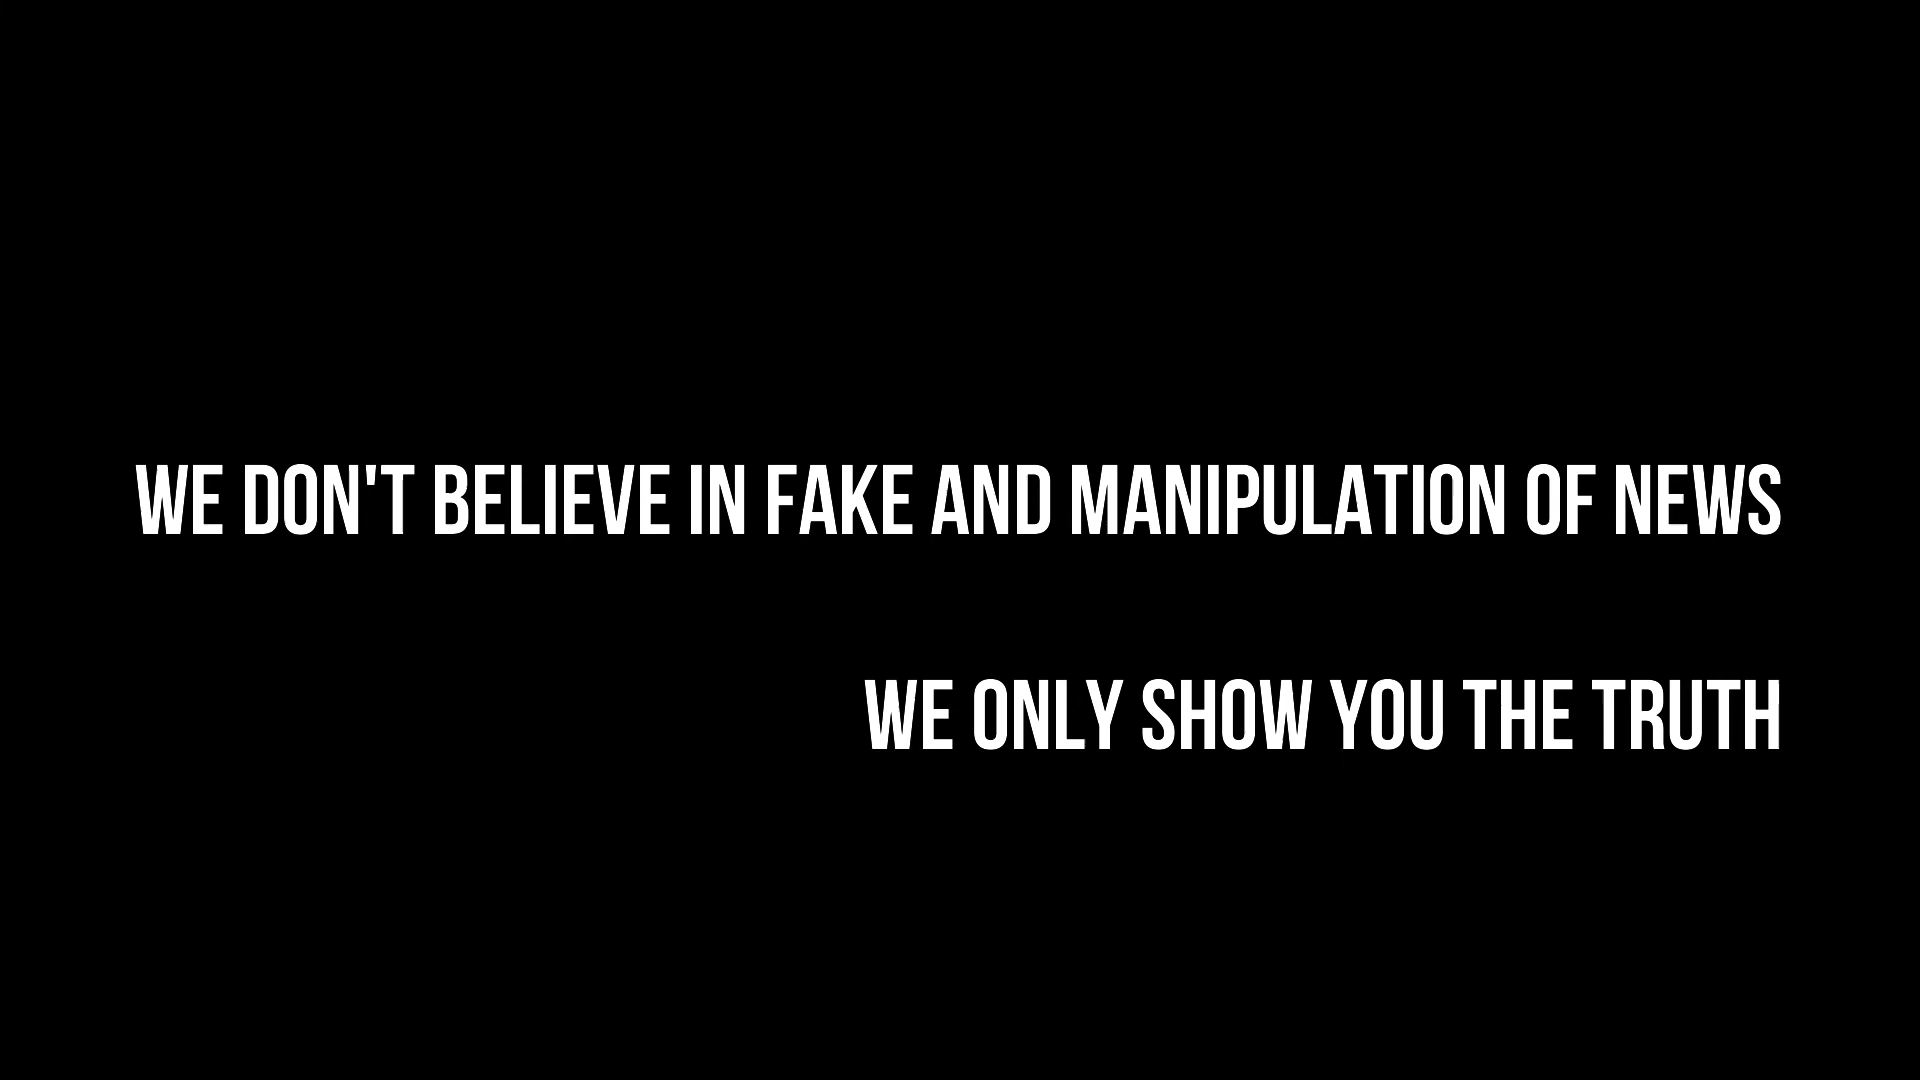 WE DON'T BELIEVE IN FAKE AND MANIPULATION OF NEWS
WE ONLY SHOW YOU THE TRUTH